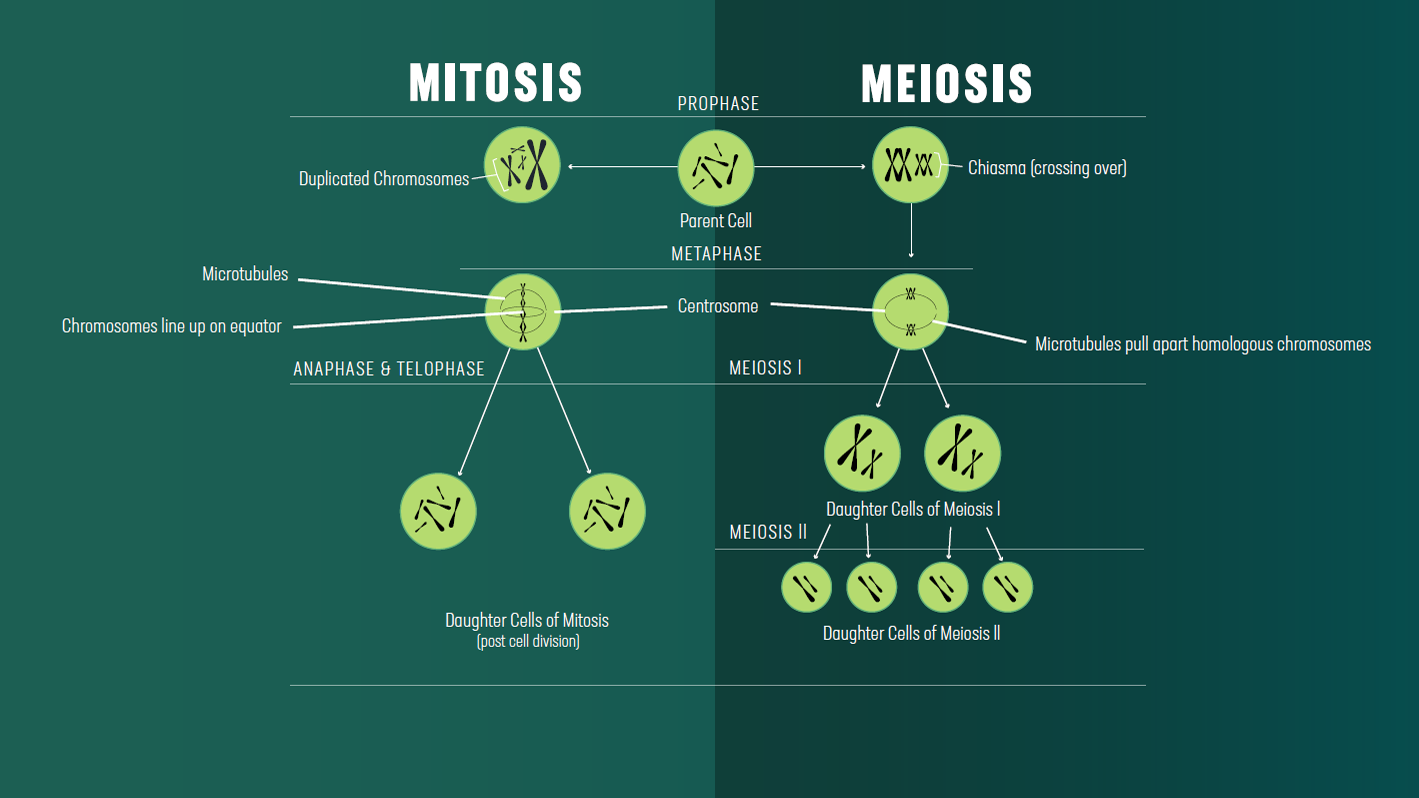 MITOSIS
MEIOSIS
PROPHASE
Duplicated Chromosomes
Chiasma (crossing over)
Parent Cell
METAPHASE
Microtubules
Centrosome
Chromosomes line up on equator
Microtubules pull apart homologous chromosomes
ANAPHASE & TELOPHASE
MEIOSIS I
Daughter Cells of Meiosis I
MEIOSIS II
Daughter Cells of Mitosis
(post cell division)
Daughter Cells of Meiosis II